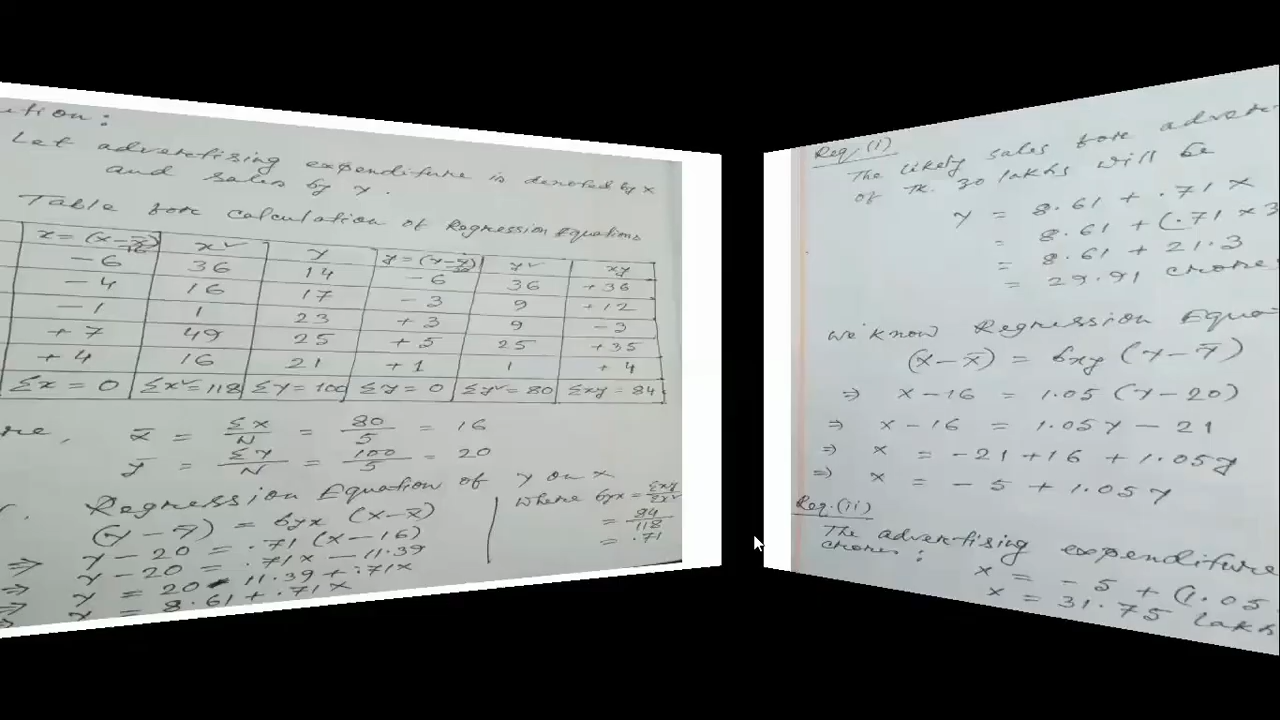 ution:
Let advertising expenditure is denoted by x
and sales by y.
Table for calculation of Regression Equations
x = (x-x̄) x² y y = (y-ȳ) y² xy
-6 36 14 -6 36 +36
-4 16 17 -3 9 +12
-1 1 23 +3 9 -3
+7 49 25 +5 25 +35
+4 16 21 +1 1 +4
Σx = 0 Σx²=118 Σy=100 Σy=0 Σy²=80 Σxy=84
re, x̄ = Σx/N = 80/5 = 16
ȳ = Σy/N = 100/5 = 20
Regression Equation of y on x
(y-ȳ) = byx (x-x̄)
⇒ y-20 = .71 (x-16)
⇒ y-20 = .71x - 11.39
⇒ y = 20 - 11.39 + .71x
⇒ y = 8.61 + .71x
where byx = Σxy/Σx²
= 84/118
= .71
Req. (i)
The likely sales for advert
of Tk. 30 lakhs will be
y = 8.61 + .71 x
= 8.61 + (.71 x 3
= 8.61 + 21.3
= 29.91 crore
we know Regression Equa
(x-x̄) = bxy (y-ȳ)
⇒ x-16 = 1.05 (y-20)
⇒ x-16 = 1.05y - 21
⇒ x = -21+16 + 1.05y
⇒ x = -5 + 1.05y
Req. (ii)
The advertising expenditure
crores:
x = -5 + (1.05
x = 31.75 lakh